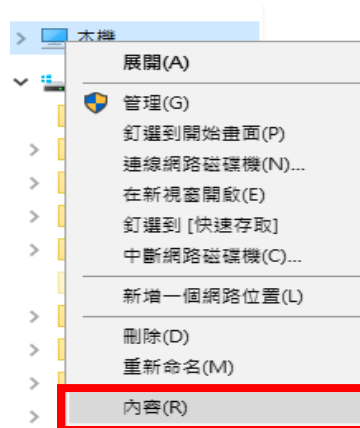 本機
展開(A)
管理(G)
釘選到開始畫面(P)
連線網路磁碟機(N)...
在新視窗開啟(E)
釘選到 [快速存取]
中斷網路磁碟機(C)...
新增一個網路位置(L)
刪除(D)
重新命名(M)
內容(R)